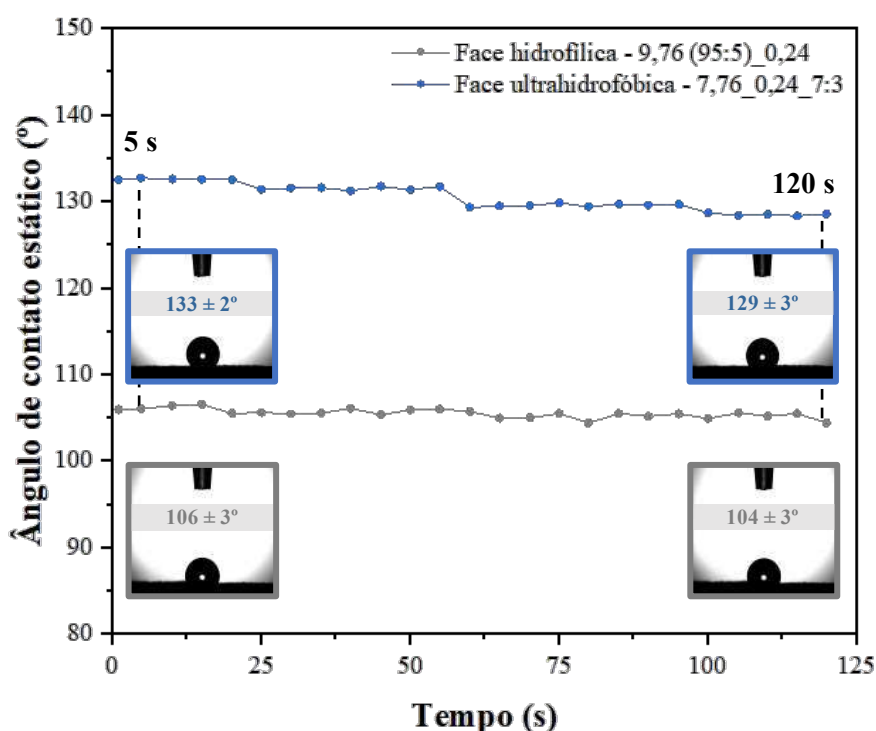 150
140
130
120
110
100
90
80
Ângulo de contato estático (º)
Face hidrofílica - 9,76 (95:5)_0,24
Face ultrahidrofóbica - 7,76_0,24_7:3
5 s
120 s
133 ± 2º
129 ± 3º
106 ± 3º
104 ± 3º
0
25
50
75
100
125
Tempo (s)